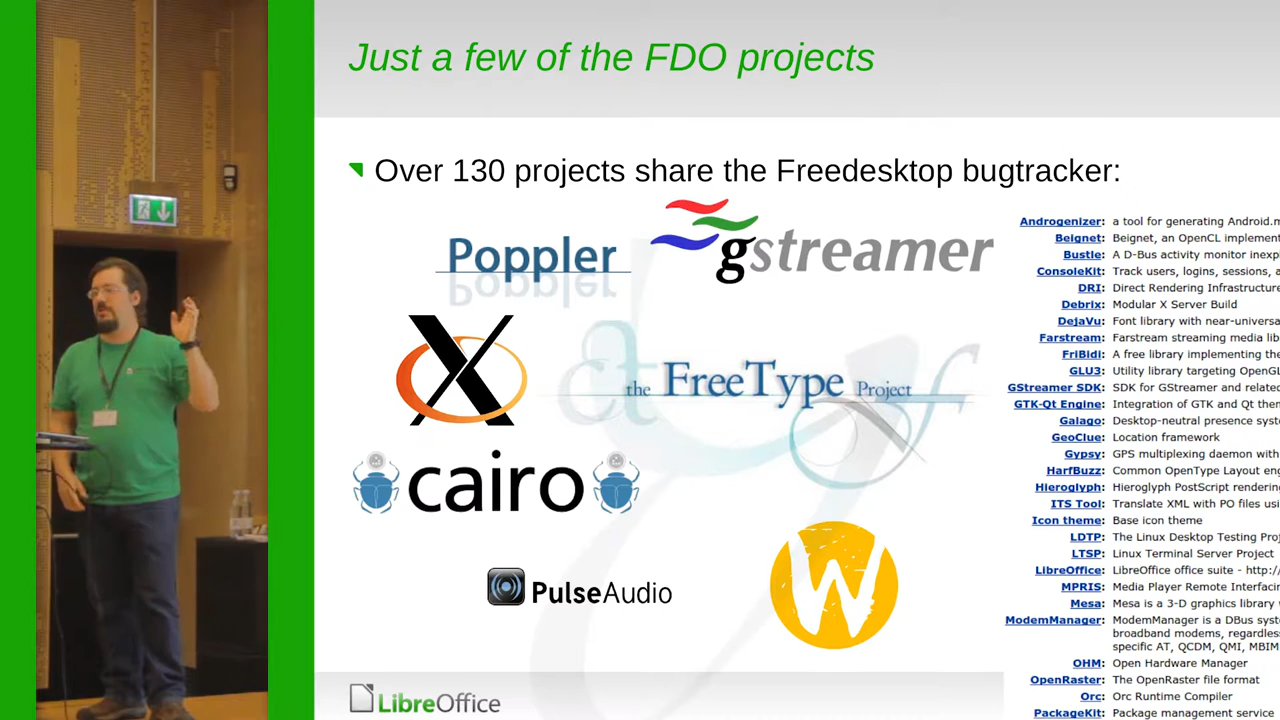 Just a few of the FDO projects
Over 130 projects share the Freedesktop bugtracker:
Poppler
gstreamer
X
the FreeType Project
cairo
PulseAudio
W
LibreOffice
Androgenizer: a tool for generating Android.m
Beignet: Beignet, an OpenCL implement
Bustle: A D-Bus activity monitor inexp
ConsoleKit: Track users, logins, sessions, a
DRI: Direct Rendering Infrastructure
Debrix: Modular X Server Build
DejaVu: Font library with near-universa
Farstream: Farstream streaming media lib
FriBidi: A free library implementing the
GLU3: Utility library targeting OpenGL
GStreamer SDK: SDK for GStreamer and related
GTK-Qt Engine: Integration of GTK and Qt then
Galago: Desktop-neutral presence syste
GeoClue: Location framework
Gypsy: GPS multiplexing daemon with
HarfBuzz: Common OpenType Layout eng
Hieroglyph: Hieroglyph PostScript rendering
ITS Tool: Translate XML with PO files usi
Icon theme: Base icon theme
LDTP: The Linux Desktop Testing Proj
LTSP: Linux Terminal Server Project
LibreOffice: LibreOffice office suite - http:/
MPRIS: Media Player Remote Interfacin
Mesa: Mesa is a 3-D graphics library
ModemManager: ModemManager is a DBus syst
broadband modems, regardles
specific AT, QCDM, QMI, MBIM
OHM: Open Hardware Manager
OpenRaster: The OpenRaster file format
Orc: Orc Runtime Compiler
PackageKit: Package management service